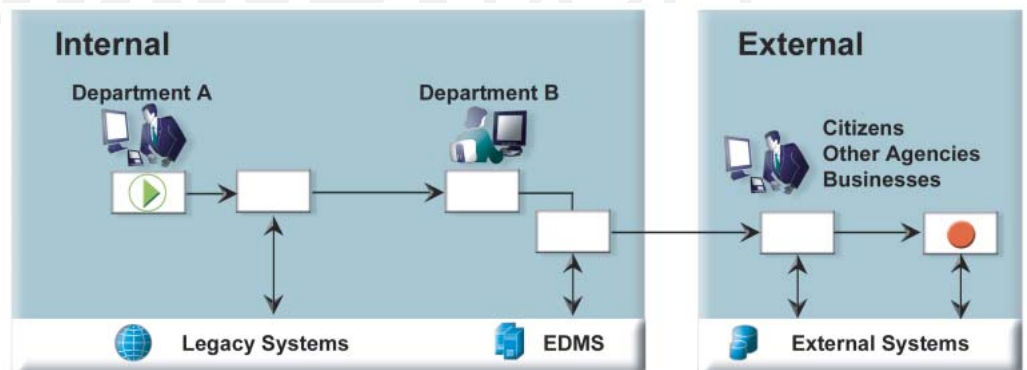 Internal
Department A
Department B
Legacy Systems
EDMS
External
Citizens
Other Agencies
Businesses
External Systems